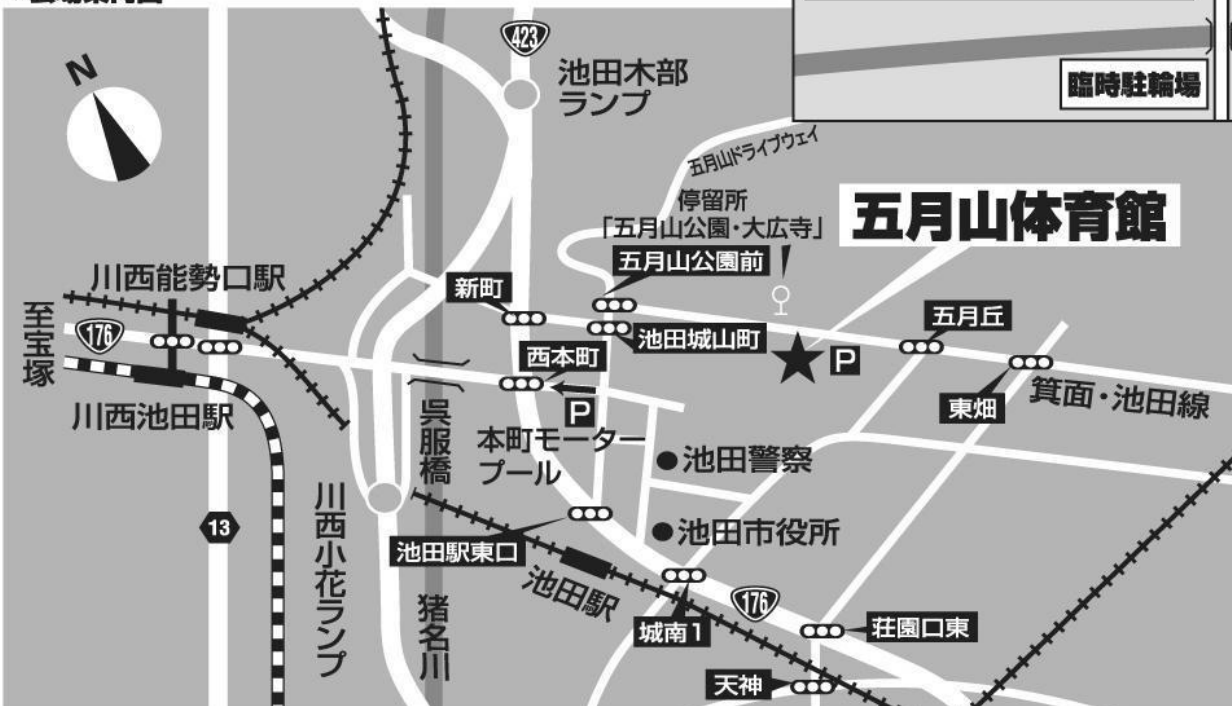 臨時駐輪場
N
423
池田木部
ランプ
五月山ドライブウェイ
停留所
「五月山公園・大広寺」
五月山体育館
五月山公園前
川西能勢口駅
新町
至宝塚
176
池田城山町
五月丘
P
西本町
P
東畑
箕面・池田線
川西池田駅
呉服橋
本町モーター
プール
池田警察
13
川西小花ランプ
池田市役所
池田駅東口
池田駅
猪名川
176
城南1
荘園口東
天神